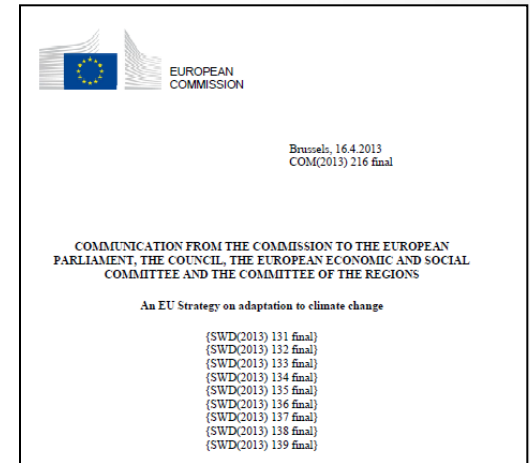 EUROPEAN
COMMISSION
Brussels, 16.4.2013
COM(2013) 216 final
COMMUNICATION FROM THE COMMISSION TO THE EUROPEAN
PARLIAMENT, THE COUNCIL, THE EUROPEAN ECONOMIC AND SOCIAL
COMMITTEE AND THE COMMITTEE OF THE REGIONS
An EU Strategy on adaptation to climate change
{SWD(2013) 131 final}
{SWD(2013) 132 final}
{SWD(2013) 133 final}
{SWD(2013) 134 final}
{SWD(2013) 135 final}
{SWD(2013) 136 final}
{SWD(2013) 137 final}
{SWD(2013) 138 final}
{SWD(2013) 139 final}